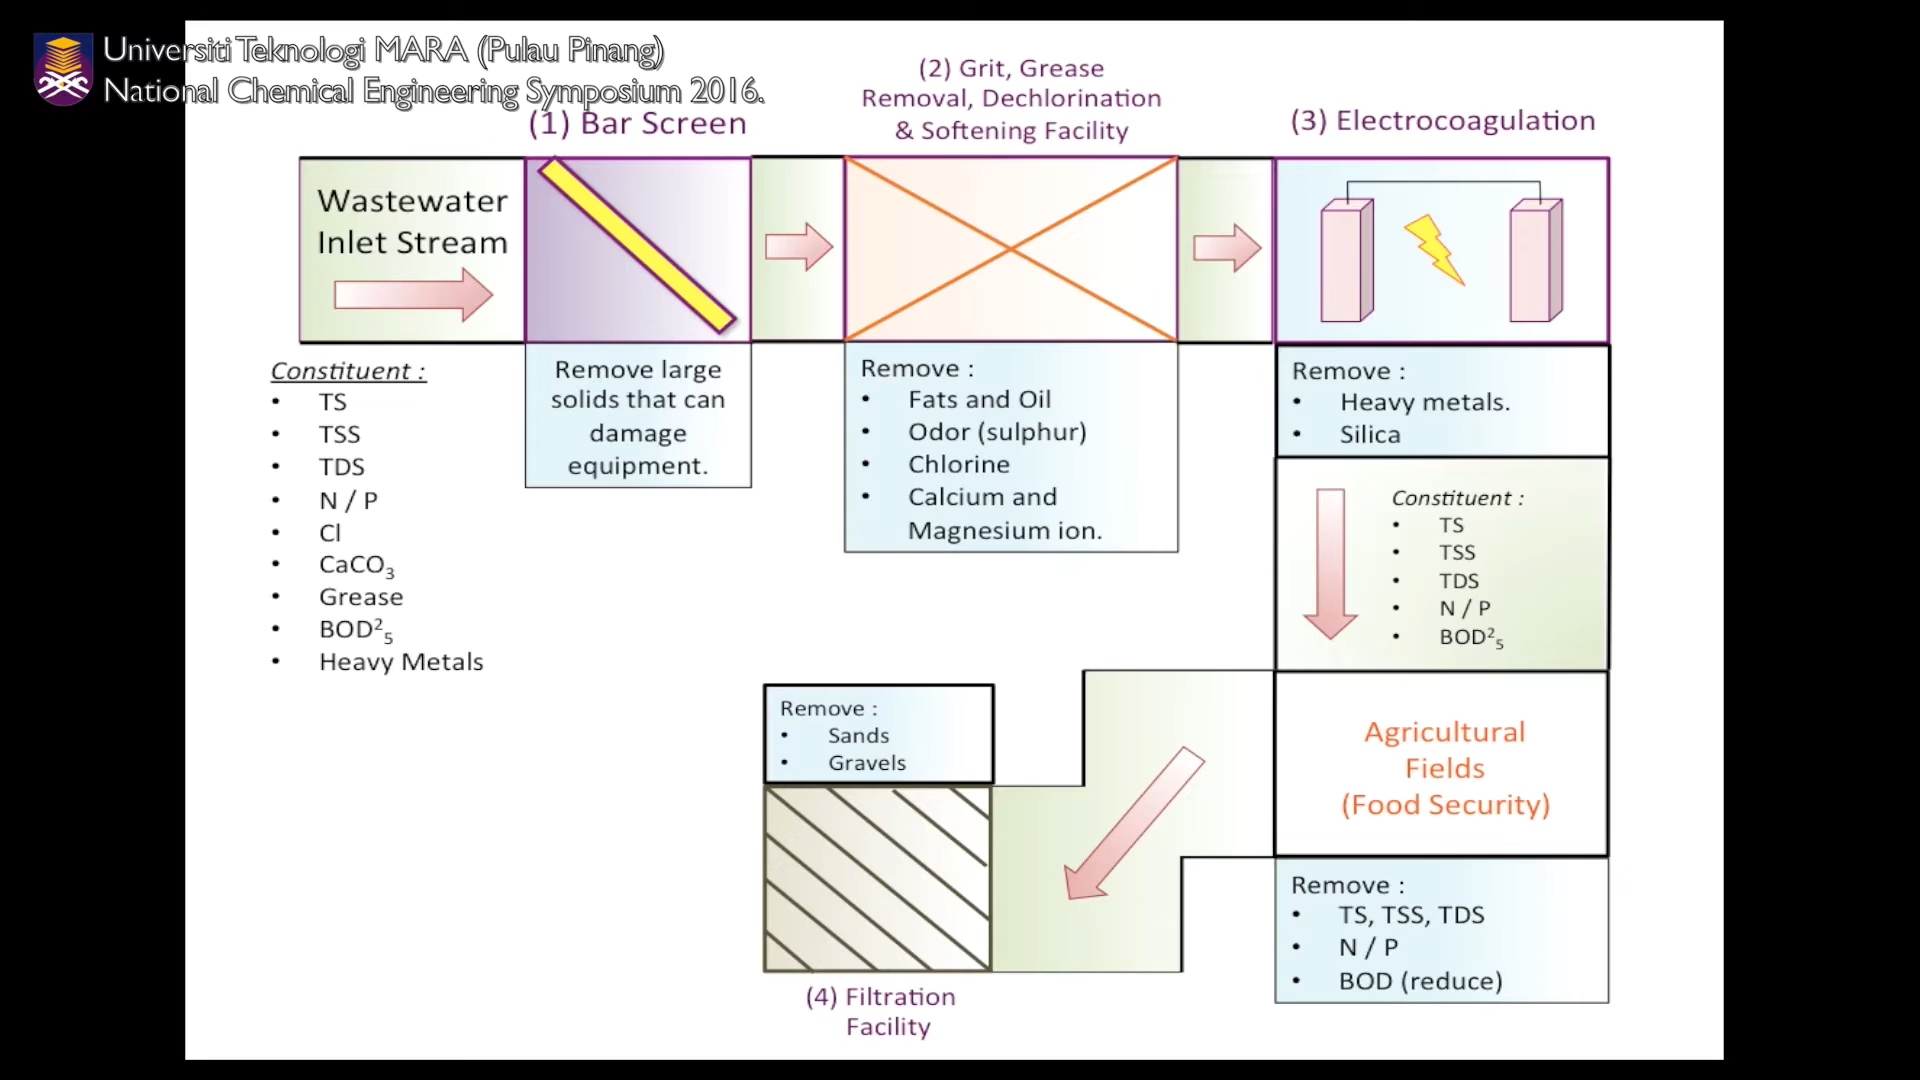 Universiti Teknologi MARA (Pulau Pinang)
National Chemical Engineering Symposium 2016.
(1) Bar Screen
(2) Grit, Grease
Removal, Dechlorination
& Softening Facility
(3) Electrocoagulation
Wastewater
Inlet Stream
Constituent :
• TS
• TSS
• TDS
• N / P
• Cl
• CaCO₃
• Grease
• BOD²₅
• Heavy Metals
Remove large
solids that can
damage
equipment.
Remove :
• Fats and Oil
• Odor (sulphur)
• Chlorine
• Calcium and
Magnesium ion.
Remove :
• Heavy metals.
• Silica
Constituent :
• TS
• TSS
• TDS
• N / P
• BOD²₅
Agricultural
Fields
(Food Security)
Remove :
• TS, TSS, TDS
• N / P
• BOD (reduce)
Remove :
• Sands
• Gravels
(4) Filtration
Facility